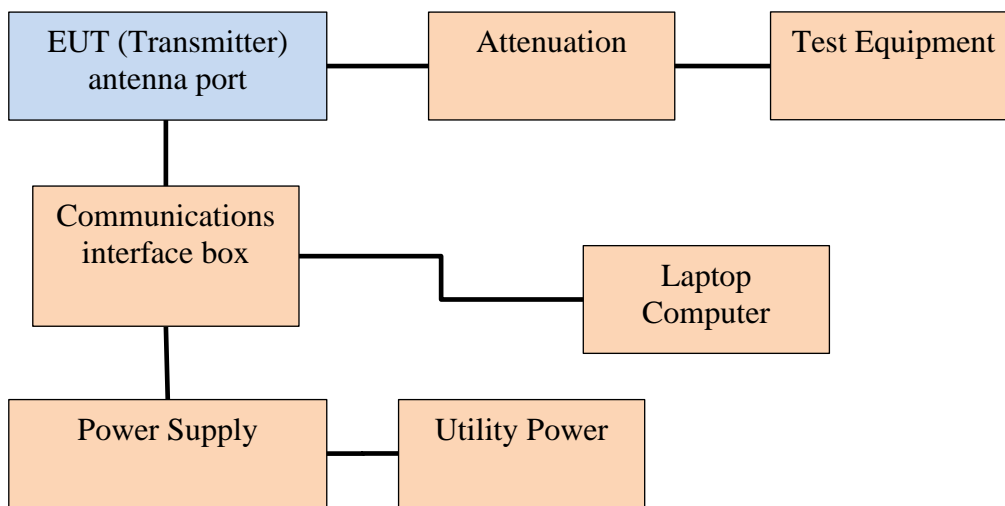 EUT (Transmitter)
antenna port
Attenuation
Test Equipment
Communications
interface box
Laptop
Computer
Power Supply
Utility Power